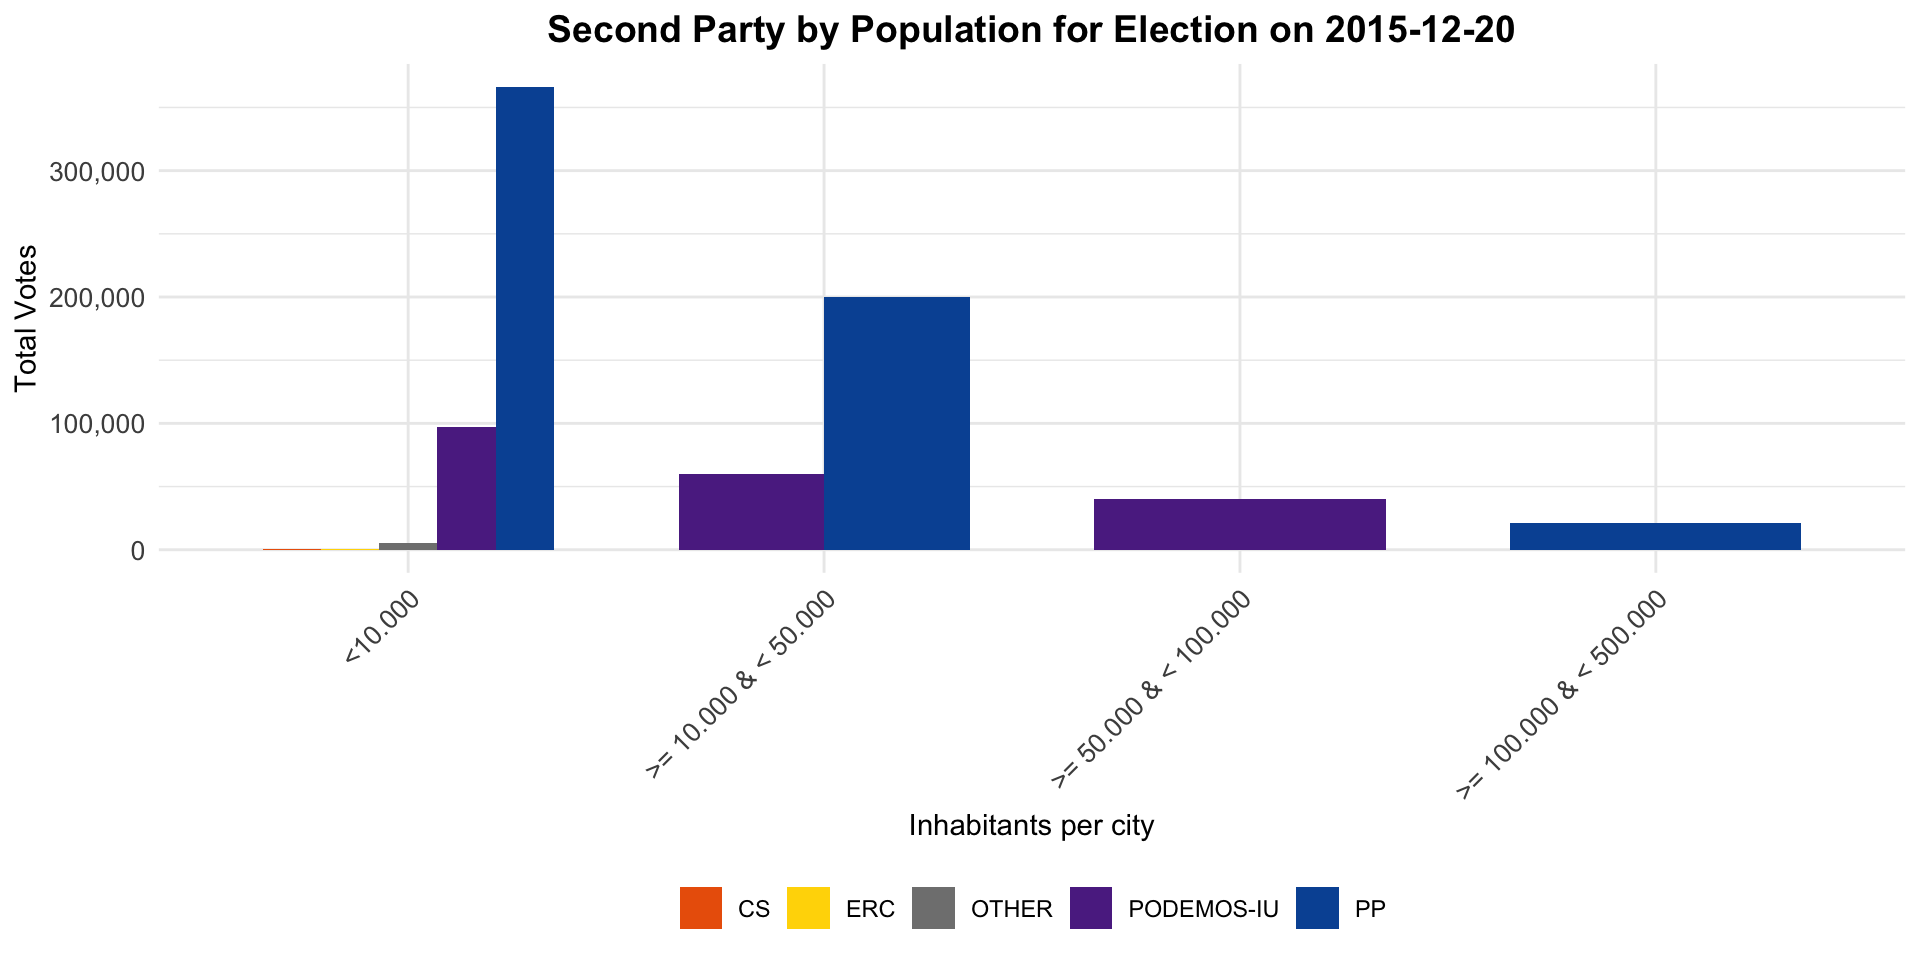 Second Party by Population for Election on 2015-12-20
Total Votes
300,000
200,000
100,000
0
<10.000
>= 10.000 & < 50.000
>= 50.000 & < 100.000
>= 100.000 & < 500.000
Inhabitants per city
CS ERC OTHER PODEMOS-IU PP